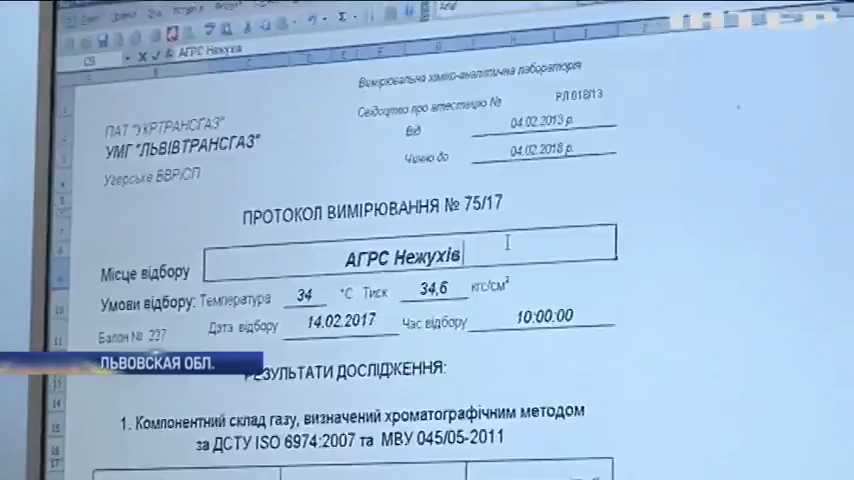 ІНТЕР
C9
АГРС Нежухів
Вимірювальна хіміко-аналітична лабораторія
ПАТ "УКРТРАНСГАЗ"
Свідоцтво про атестацію № РЛ 018/13
УМГ "ЛЬВІВТРАНСГАЗ"
Від 04.02.2013 р.
Угерське ВВР/СП
Чинно до 04.02.2018 р.
ПРОТОКОЛ ВИМІРЮВАННЯ № 75/17
Місце відбору АГРС Нежухів
Умови відбору: Температура 34 °C Тиск 34,6 кгс/см²
Балон № 227 Дата відбору 14.02.2017 Час відбору 10:00:00
ЛЬВОВСКАЯ ОБЛ.
РЕЗУЛЬТАТИ ДОСЛІДЖЕННЯ:
1. Компонентний склад газу, визначений хроматографічним методом
за ДСТУ ISO 6974:2007 та МВУ 045/05-2011